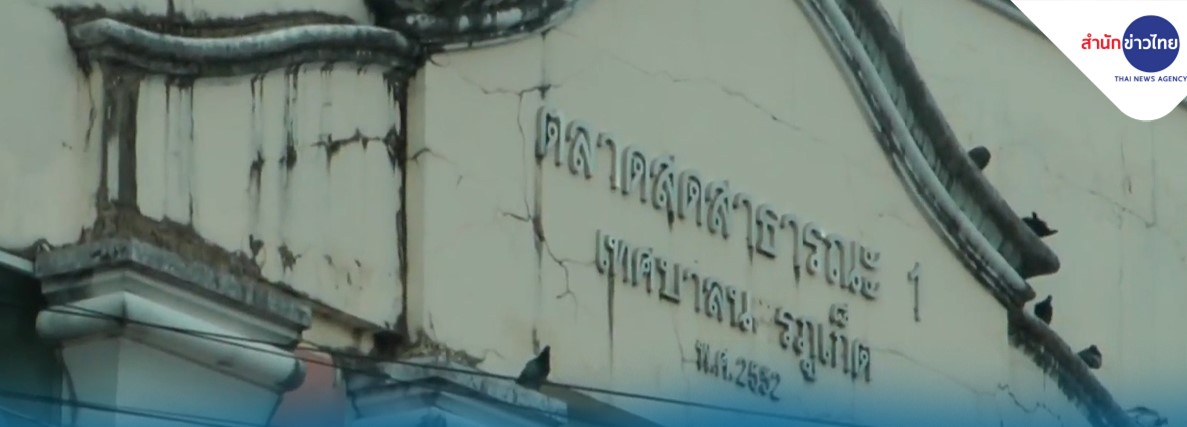 สำนักข่าวไทย
THAI NEWS AGENCY
ตลาดสดสาธารณะ 1
เทศบาลน รภูเก็ต
พ.ศ.2552